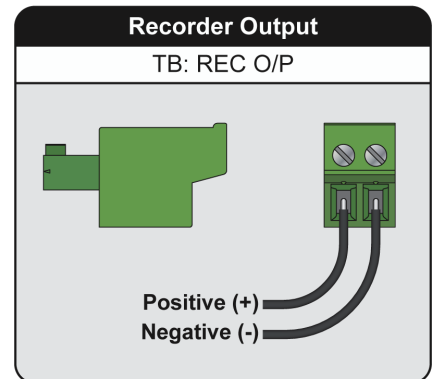 Recorder Output
TB: REC O/P
Positive (+)
Negative (-)